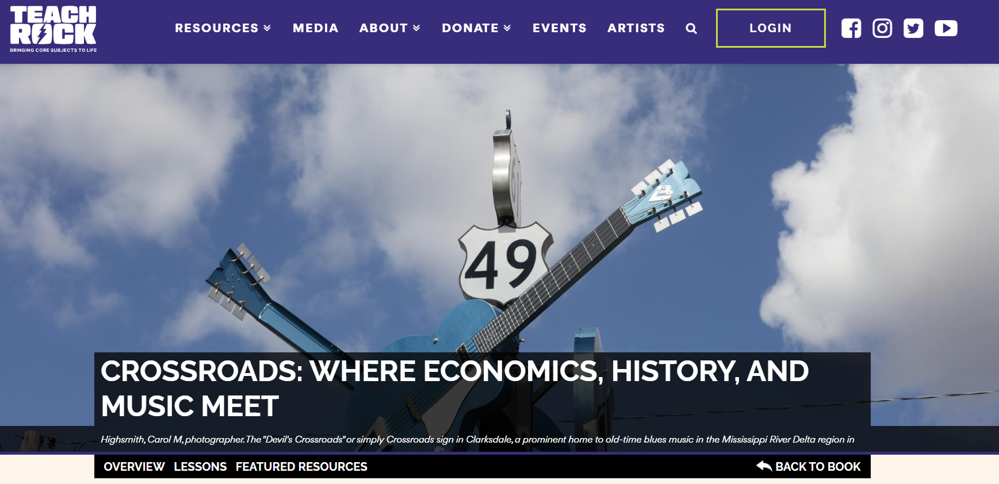 TEACH
ROCK
BRINGING CORE SUBJECTS TO LIFE
RESOURCES MEDIA ABOUT DONATE EVENTS ARTISTS LOGIN
49
CROSSROADS: WHERE ECONOMICS, HISTORY, AND
MUSIC MEET
Highsmith, Carol M, photographer. The "Devil's Crossroads" or simply Crossroads sign in Clarksdale, a prominent home to old-time blues music in the Mississippi River Delta region in
OVERVIEW LESSONS FEATURED RESOURCES BACK TO BOOK